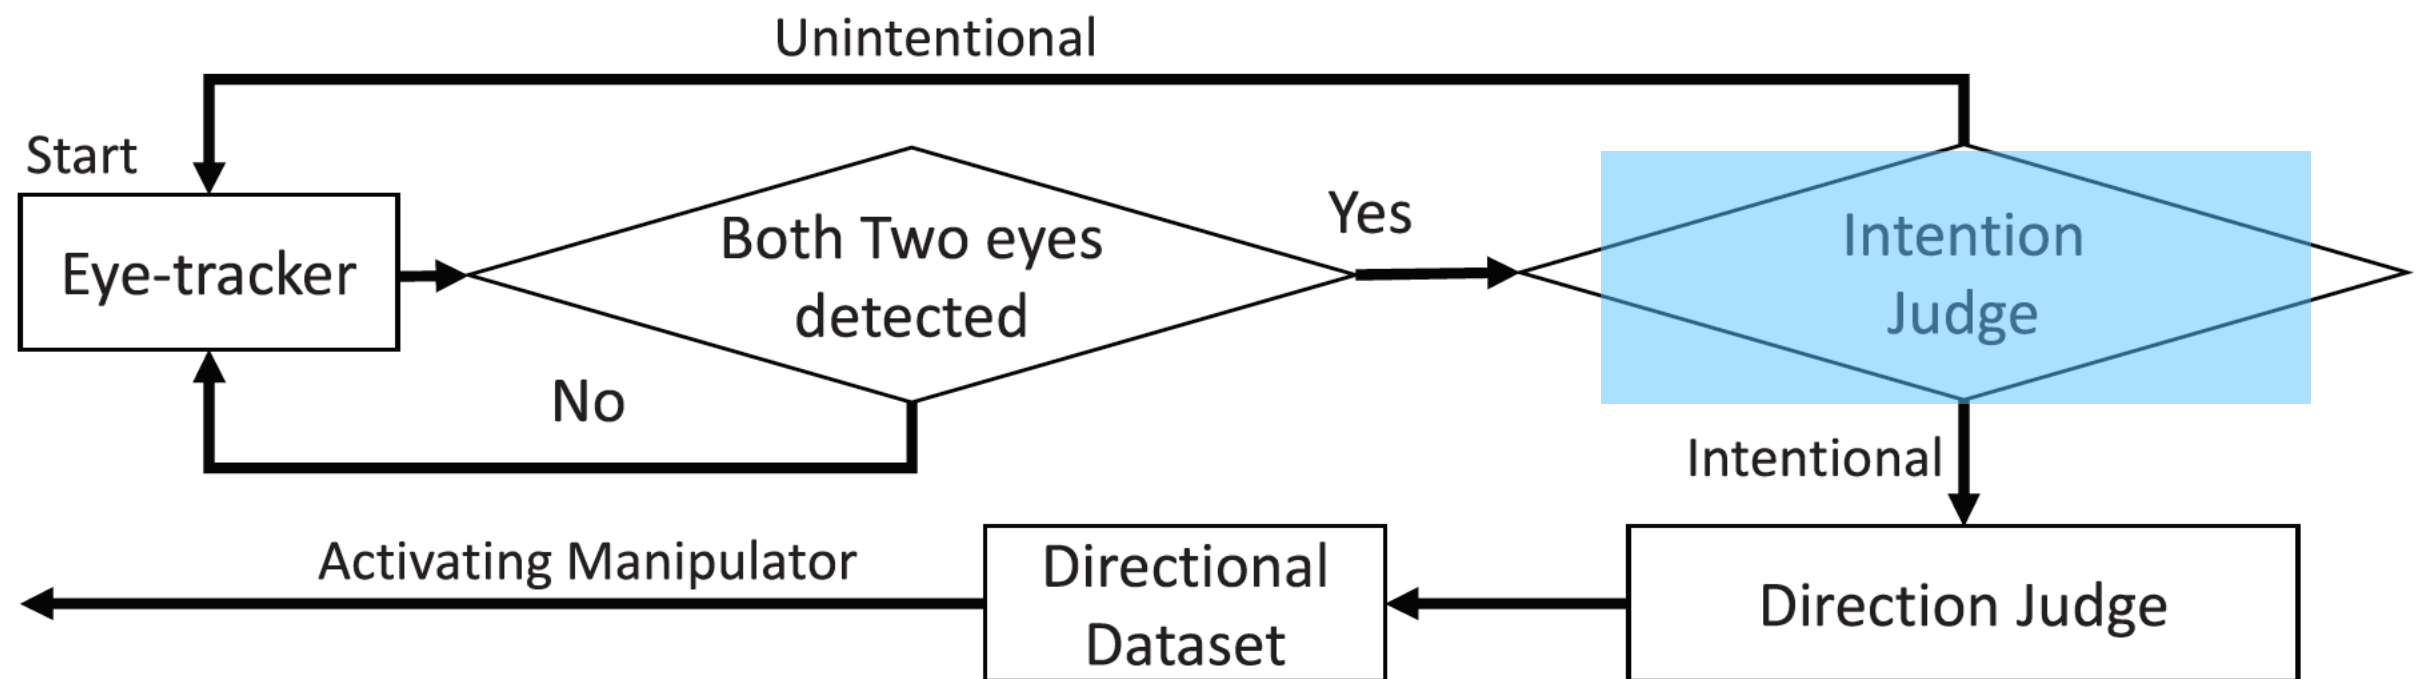 Unintentional
Start
Eye-tracker
Both Two eyes
detected
Yes
Intention
Judge
No
Intentional
Activating Manipulator
Directional
Dataset
Direction Judge